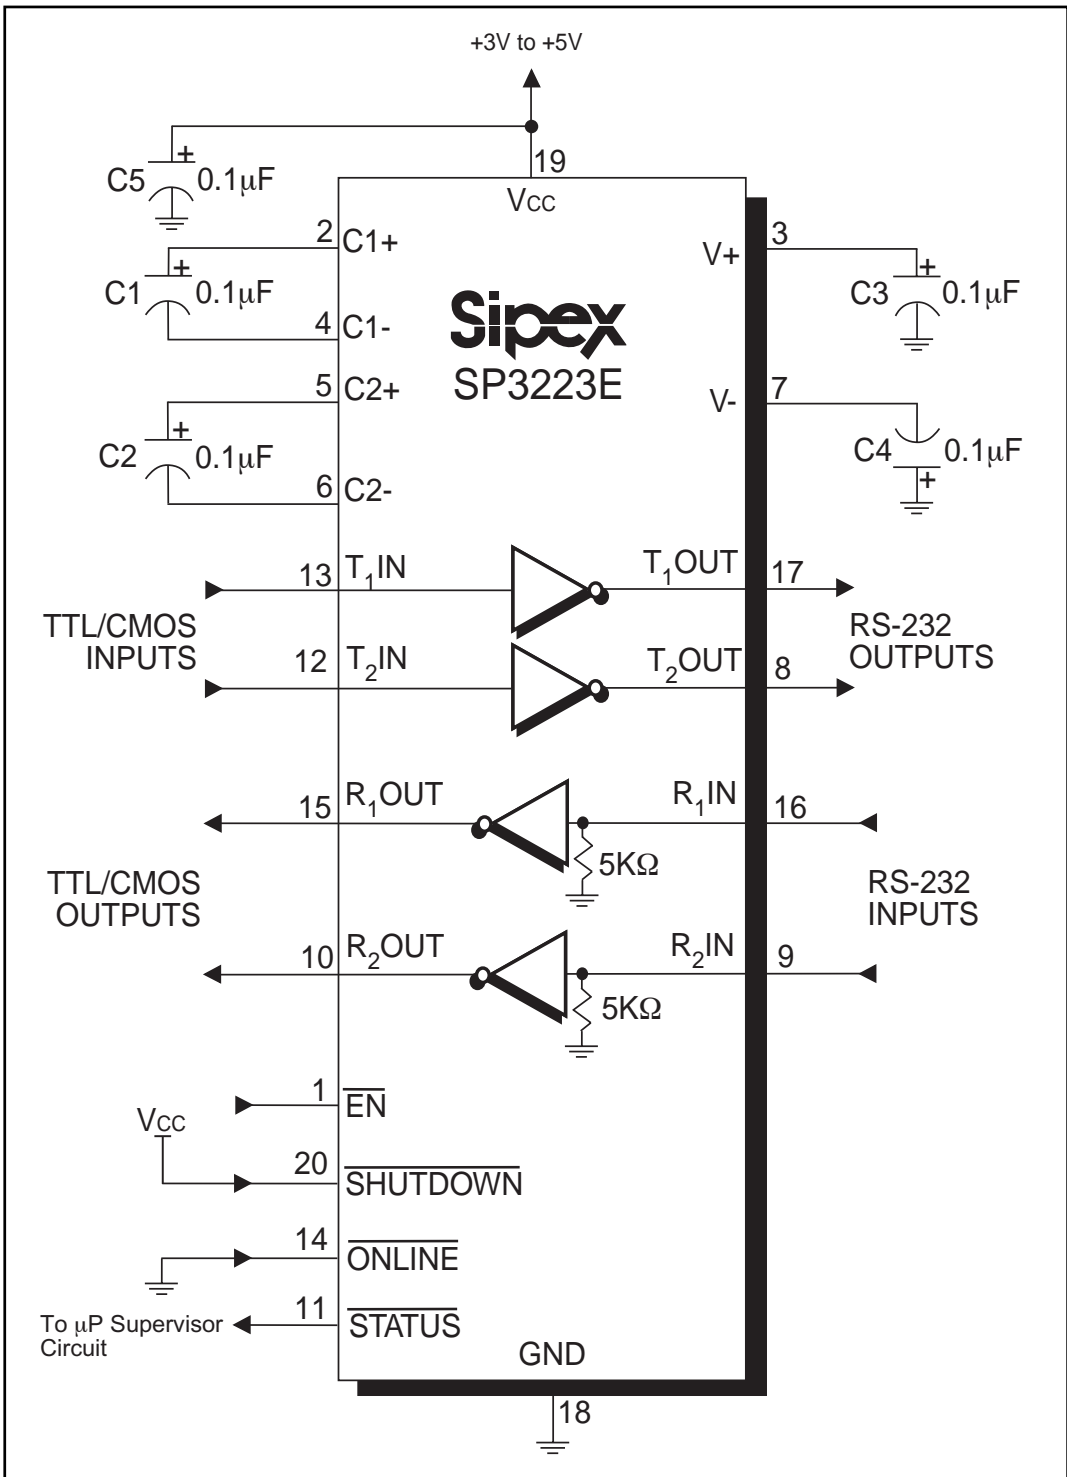 +3V to +5V
19
VCC
C5 + 0.1µF
2 C1+
C1 + 0.1µF
4 C1-
5 C2+
C2 + 0.1µF
6 C2-
V+ 3
C3 + 0.1µF
V- 7
C4 0.1µF
+
Sipex
SP3223E
13 T1IN
T1OUT 17
TTL/CMOS
INPUTS
RS-232
OUTPUTS
12 T2IN
T2OUT 8
15 R1OUT
R1IN 16
5KΩ
TTL/CMOS
OUTPUTS
RS-232
INPUTS
10 R2OUT
R2IN 9
5KΩ
1 EN
VCC
20 SHUTDOWN
14 ONLINE
11 STATUS
To µP Supervisor
Circuit
GND
18